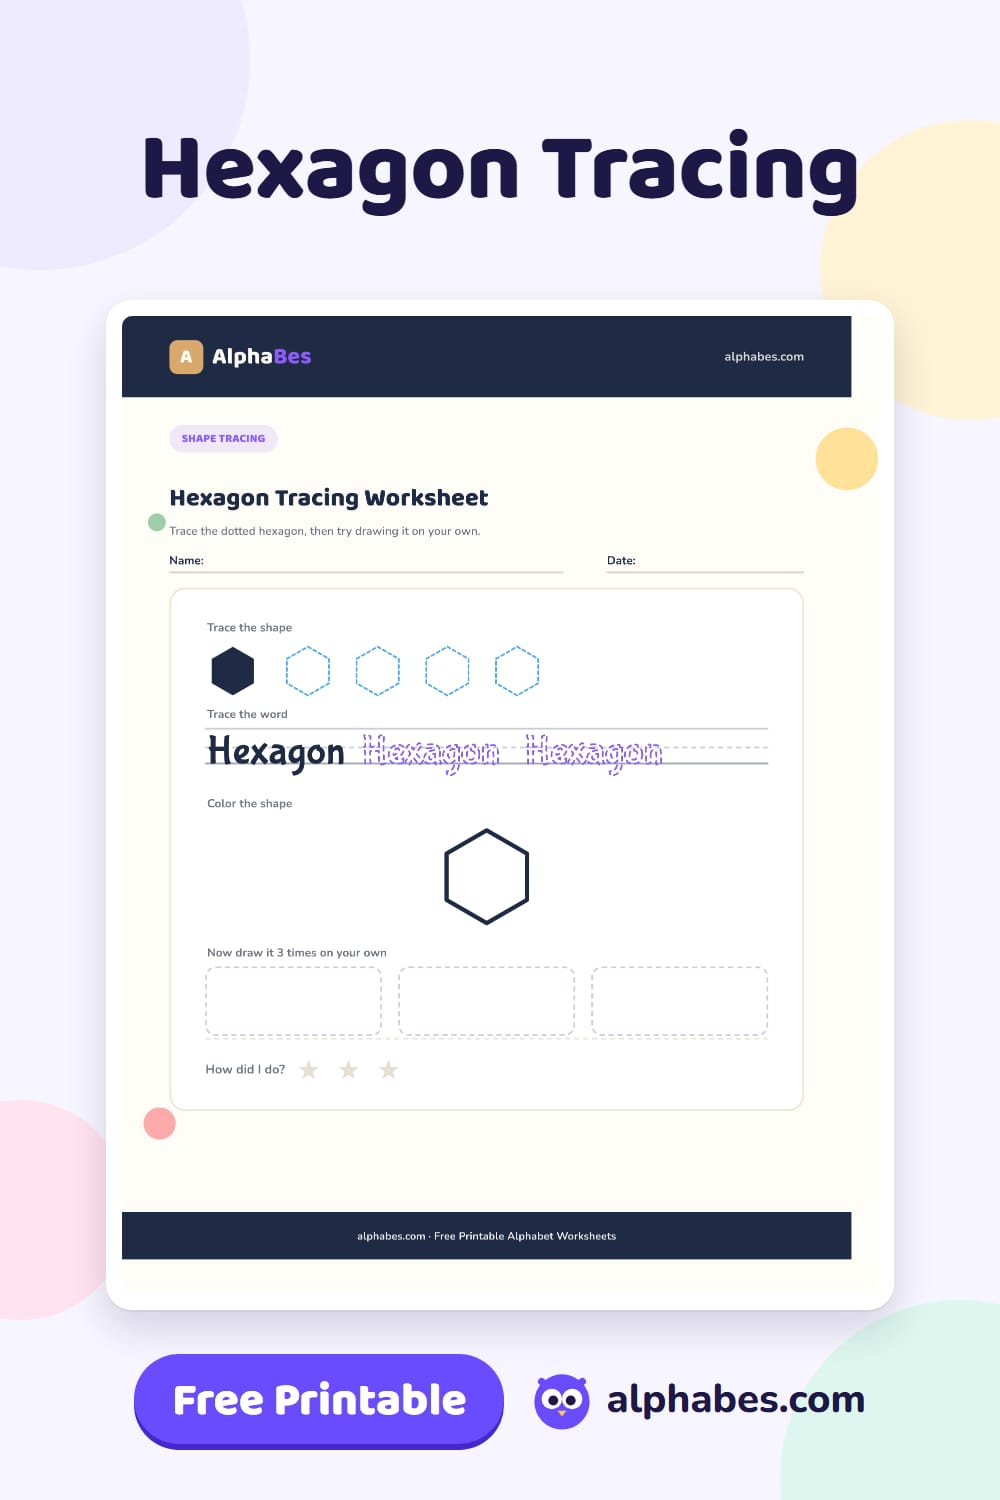 Hexagon Tracing
A AlphaBes
alphabes.com
SHAPE TRACING
Hexagon Tracing Worksheet
Trace the dotted hexagon, then try drawing it on your own.
Name: Date:
Trace the shape
Trace the word
Hexagon Hexagon Hexagon
Color the shape
Now draw it 3 times on your own
How did I do?
alphabes.com · Free Printable Alphabet Worksheets
Free Printable
alphabes.com